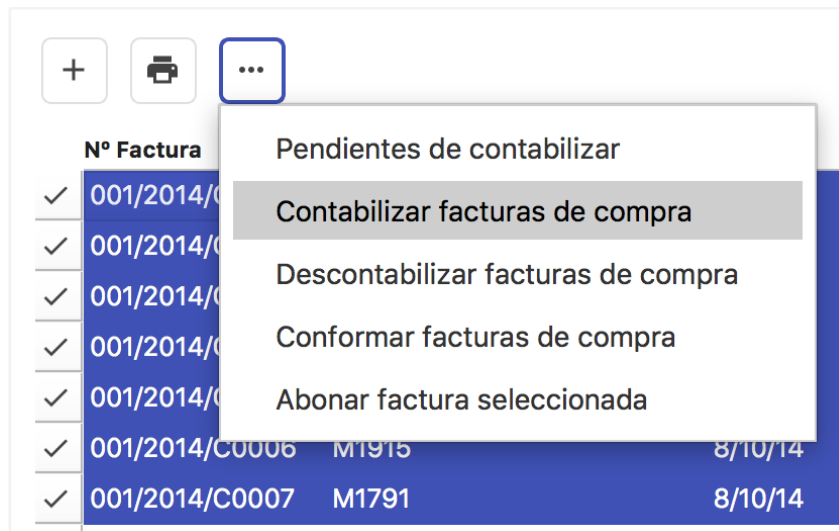 Nº Factura
Pendientes de contabilizar
Contabilizar facturas de compra
Descontabilizar facturas de compra
Conformar facturas de compra
Abonar factura seleccionada
001/2014/
001/2014/
001/2014/
001/2014/
001/2014/
001/2014/C0006 M1915 8/10/14
001/2014/C0007 M1791 8/10/14